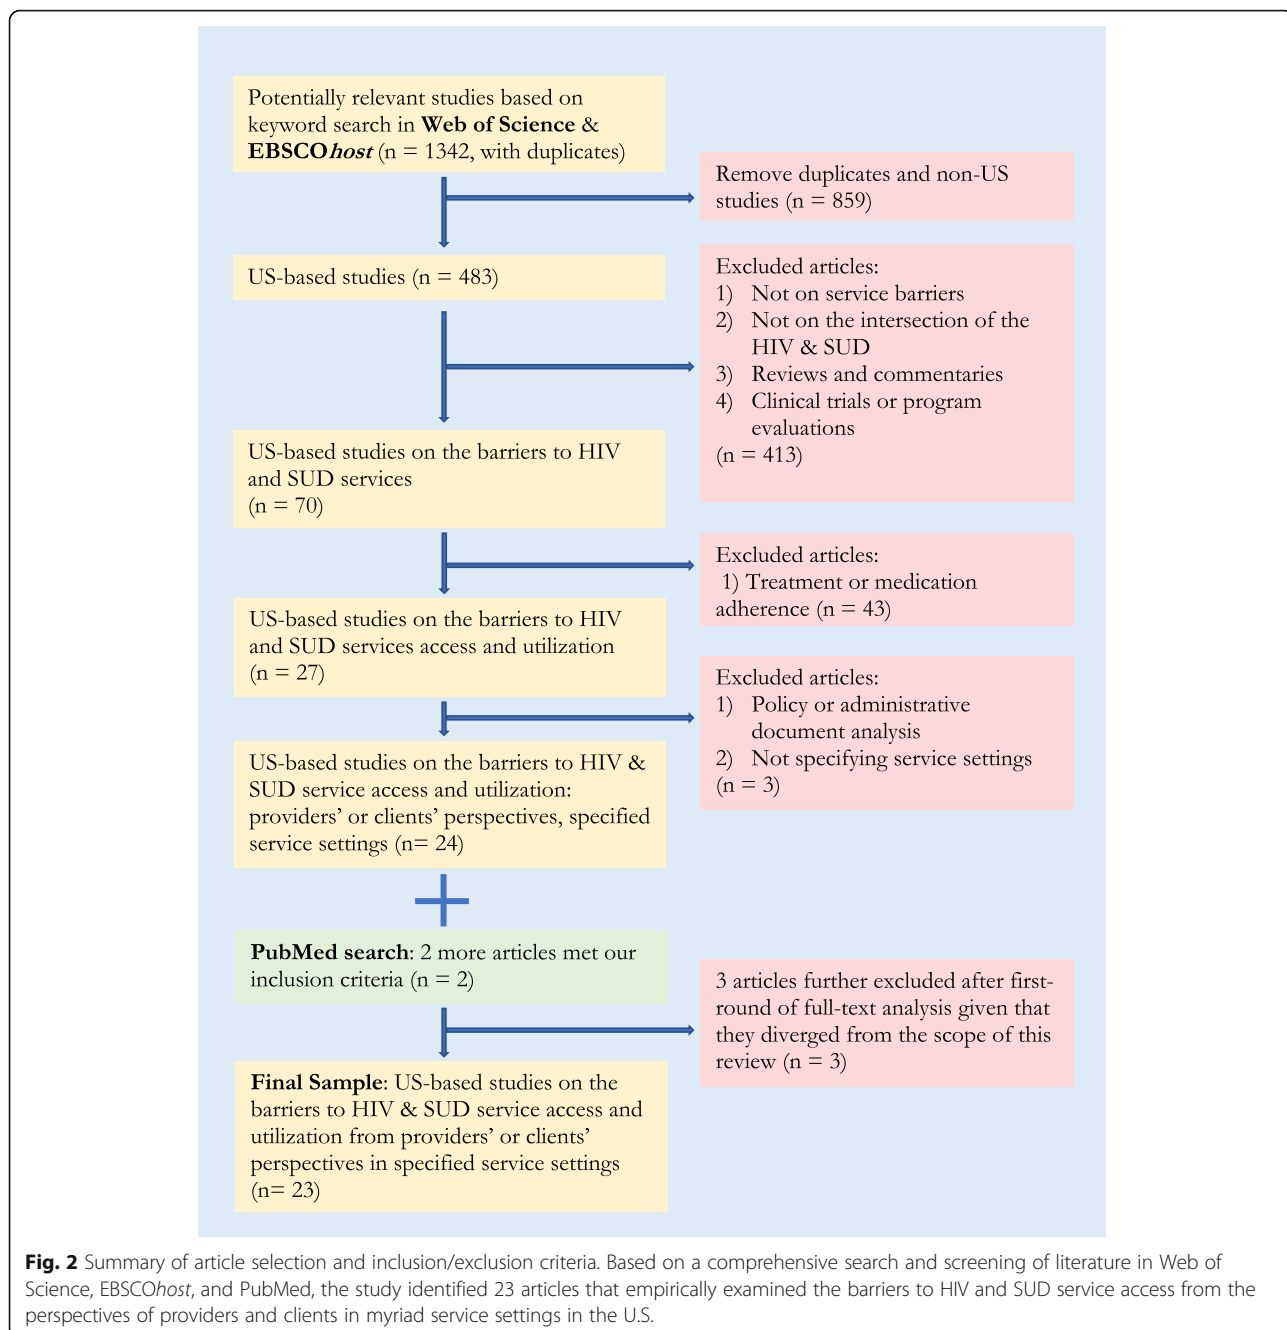 Potentially relevant studies based on
keyword search in Web of Science &
EBSCOhost (n = 1342, with duplicates)
Remove duplicates and non-US
studies (n = 859)
US-based studies (n = 483)
Excluded articles:
1) Not on service barriers
2) Not on the intersection of the
HIV & SUD
3) Reviews and commentaries
4) Clinical trials or program
evaluations
(n = 413)
US-based studies on the barriers to HIV
and SUD services
(n = 70)
Excluded articles:
1) Treatment or medication
adherence (n = 43)
US-based studies on the barriers to HIV
and SUD services access and utilization
(n = 27)
Excluded articles:
1) Policy or administrative
document analysis
2) Not specifying service settings
(n = 3)
US-based studies on the barriers to HIV &
SUD service access and utilization:
providers’ or clients’ perspectives, specified
service settings (n= 24)
PubMed search: 2 more articles met our
inclusion criteria (n = 2)
3 articles further excluded after first-
round of full-text analysis given that
they diverged from the scope of this
review (n = 3)
Final Sample: US-based studies on the
barriers to HIV & SUD service access and
utilization from providers’ or clients’
perspectives in specified service settings
(n= 23)
Fig. 2 Summary of article selection and inclusion/exclusion criteria. Based on a comprehensive search and screening of literature in Web of
Science, EBSCOhost, and PubMed, the study identified 23 articles that empirically examined the barriers to HIV and SUD service access from the
perspectives of providers and clients in myriad service settings in the U.S.